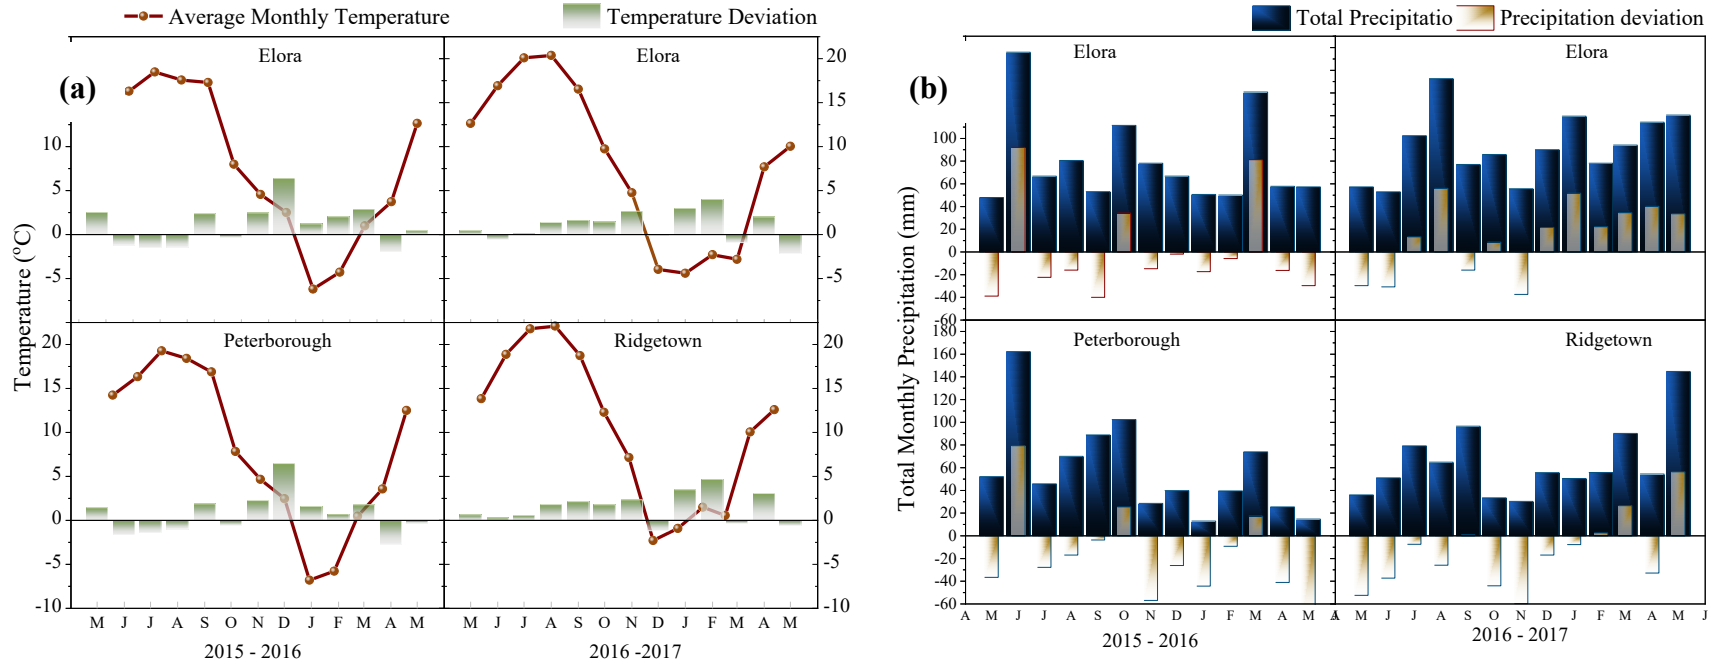 Average Monthly Temperature Temperature Deviation
Total Precipitatio Precipitation deviation
(a)
Elora Elora
20
15
10 10
5 5
0 0
-5 -5
Temperature (°C)
Peterborough Ridgetown
20 20
15 15
10 10
5 5
0 0
-5 -5
-10 -10
M J J A S O N D J F M A M M J J A S O N D J F M A M
2015 - 2016 2016 -2017
(b)
Elora Elora
100
80
60
40
20
0
-20
-40
-60
Total Monthly Precipitation (mm)
Peterborough Ridgetown
180
160
140
120
100
80
60
40
20
0
-20
-40
-60
A M J J A S O N D J F M A M J A M J J A S O N D J F M A M J
2015 - 2016 2016 - 2017